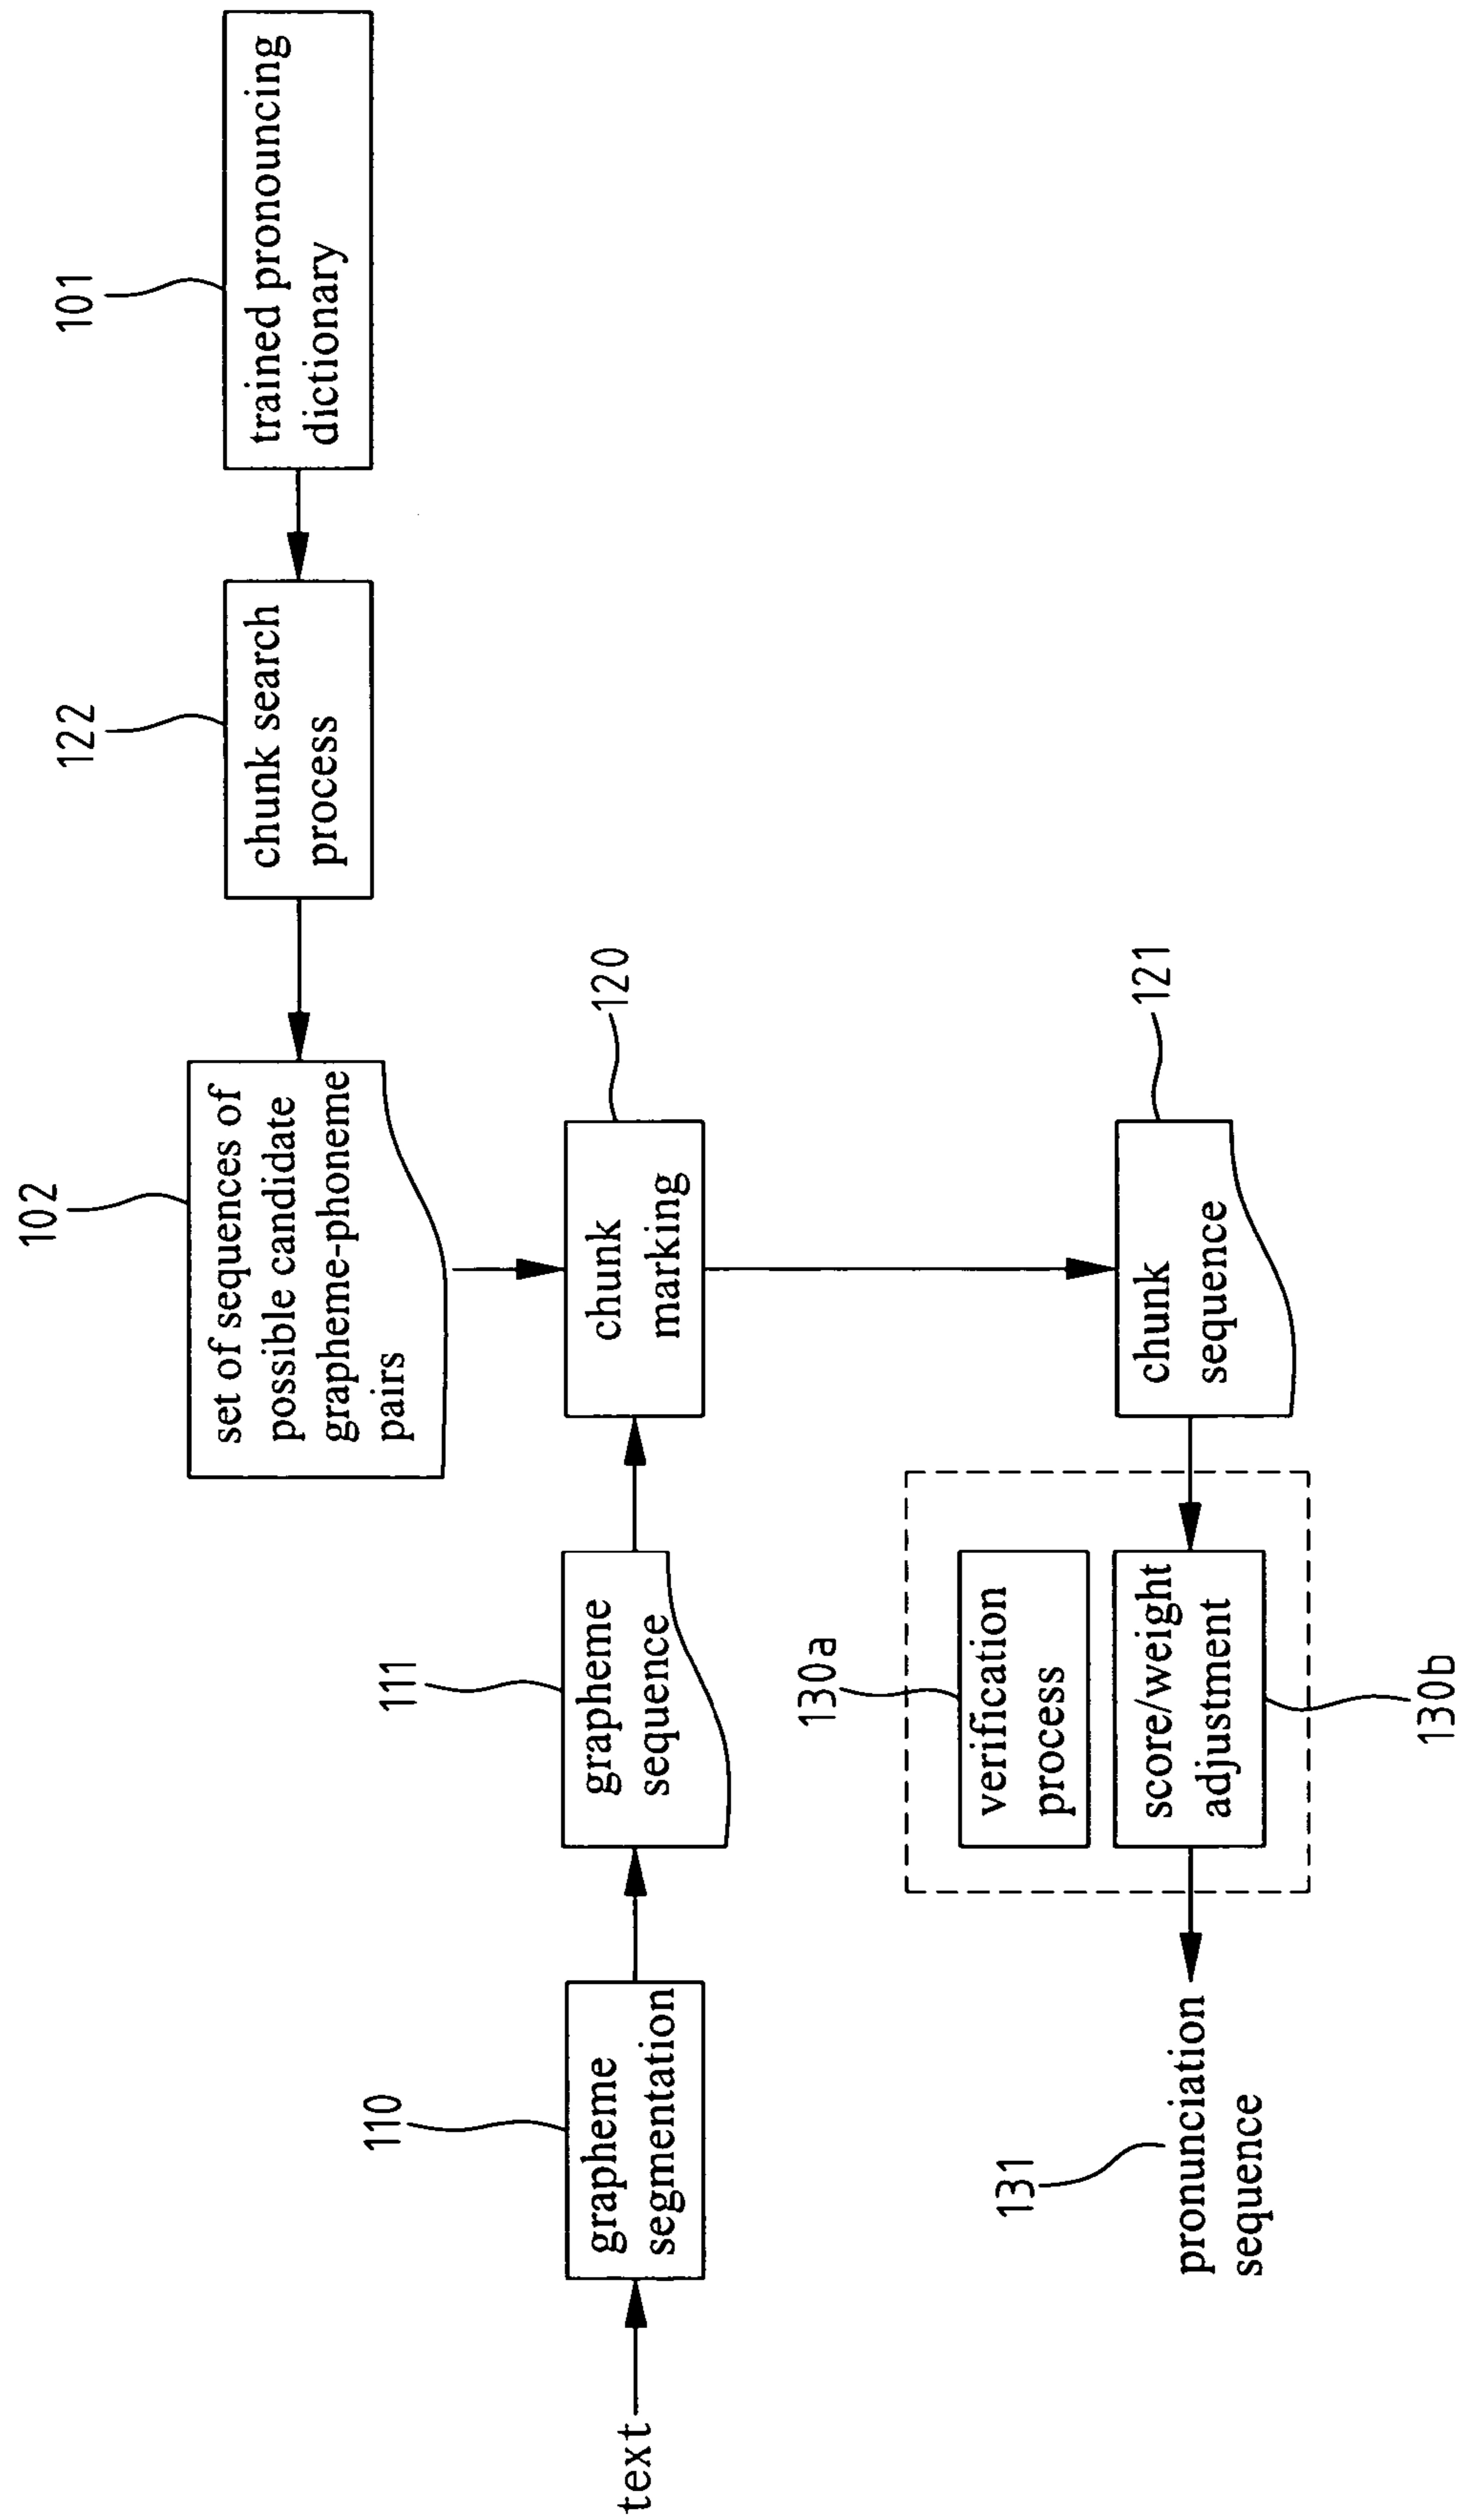 101
trained pronouncing
dictionary
122
chunk search
process
102
set of sequences of
possible candidate
grapheme-phoneme
pairs
text
110
grapheme
segmentation
111
grapheme
sequence
120
chunk
marking
121
chunk
sequence
130a
verification
process
score/weight
adjustment
130b
131
pronunciation
sequence